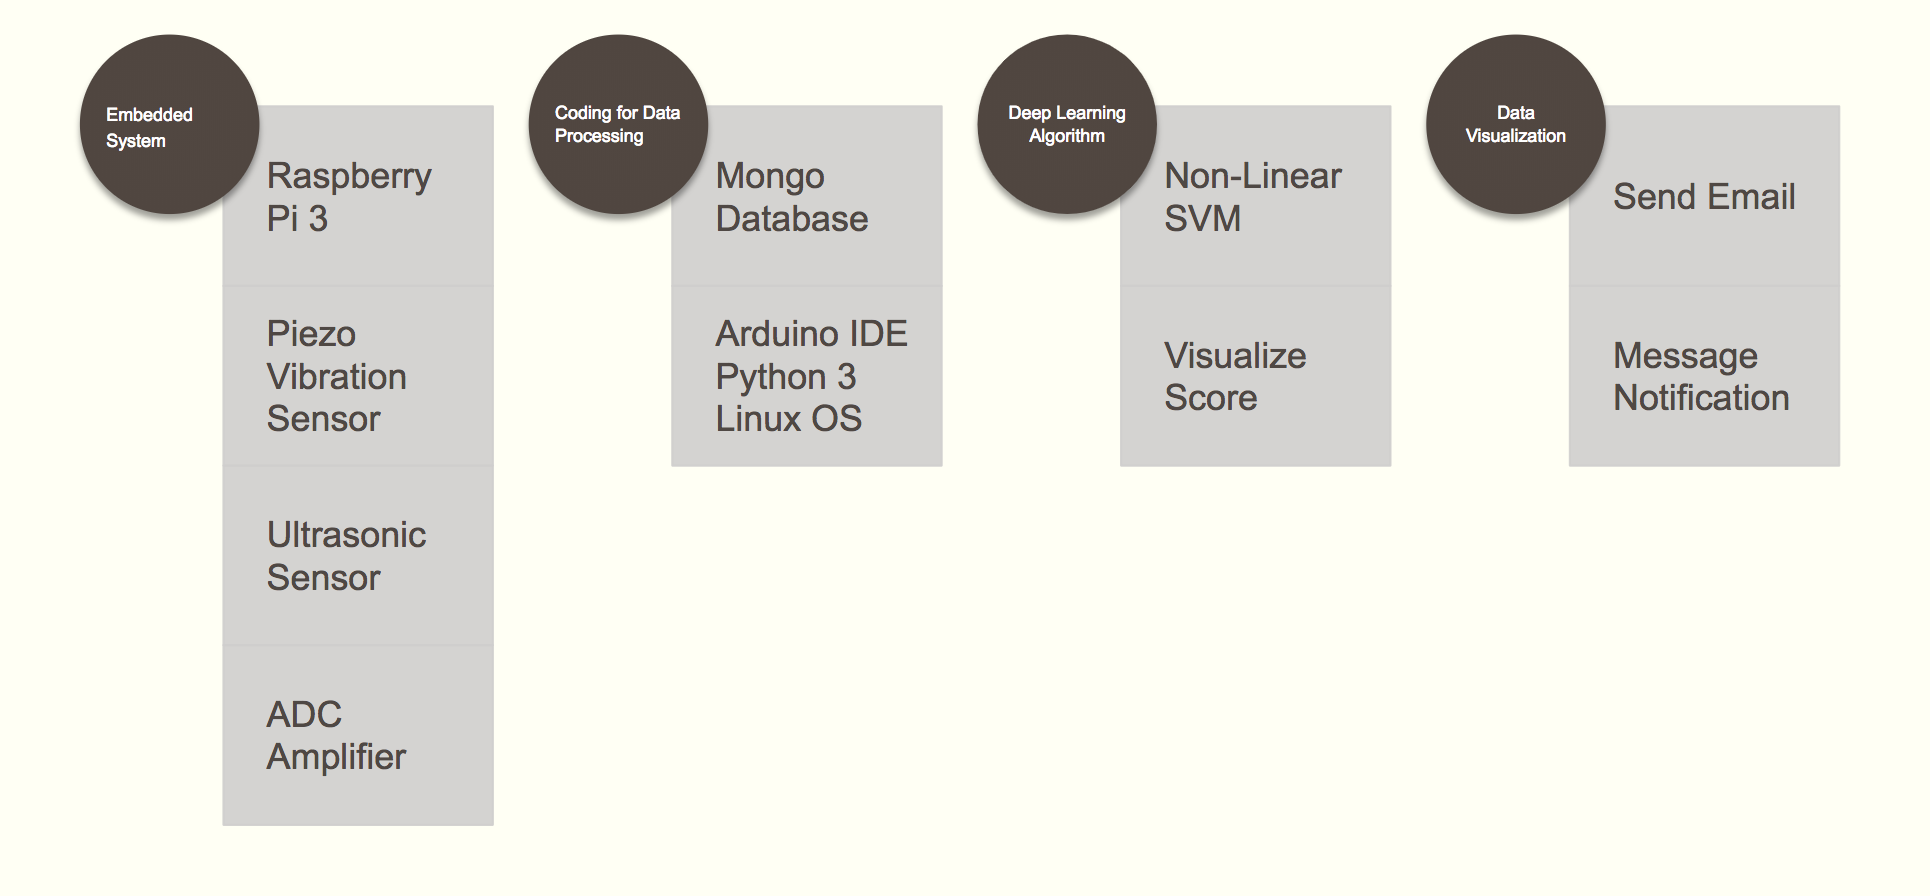 Embedded
System
Raspberry
Pi 3
Piezo
Vibration
Sensor
Ultrasonic
Sensor
ADC
Amplifier
Coding for Data
Processing
Mongo
Database
Arduino IDE
Python 3
Linux OS
Deep Learning
Algorithm
Non-Linear
SVM
Visualize
Score
Data
Visualization
Send Email
Message
Notification